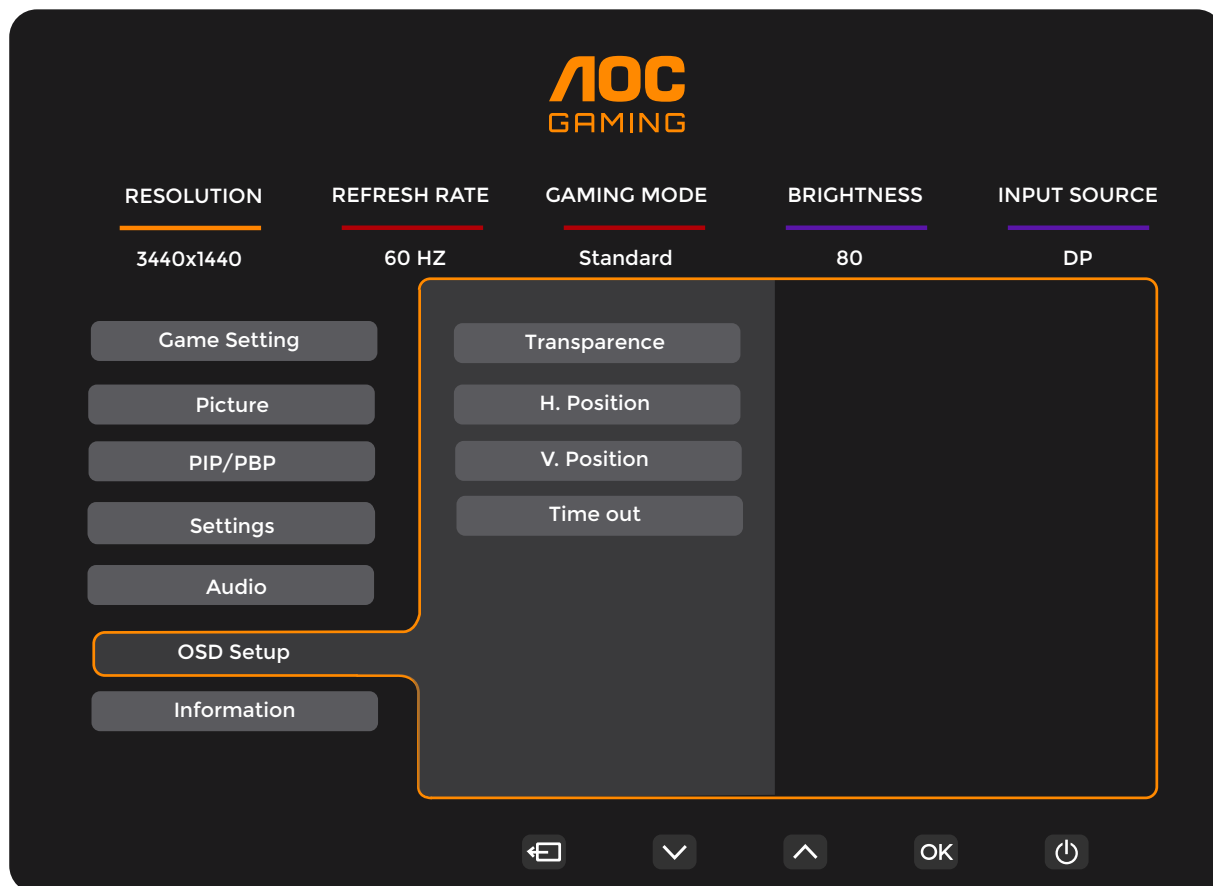 AOC
GAMING
RESOLUTION REFRESH RATE GAMING MODE BRIGHTNESS INPUT SOURCE
3440x1440 60 HZ Standard 80 DP
Game Setting
Picture
PIP/PBP
Settings
Audio
OSD Setup
Information
Transparence
H. Position
V. Position
Time out
OK